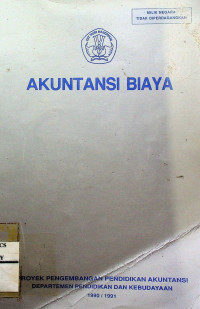 MILIK NEGARA
TIDAK DIPERDAGANGKAN
AKUNTANSI BIAYA
PROYEK PENGEMBANGAN PENDIDIKAN AKUNTANSI
DEPARTEMEN PENDIDIKAN DAN KEBUDAYAAN
1990 / 1991